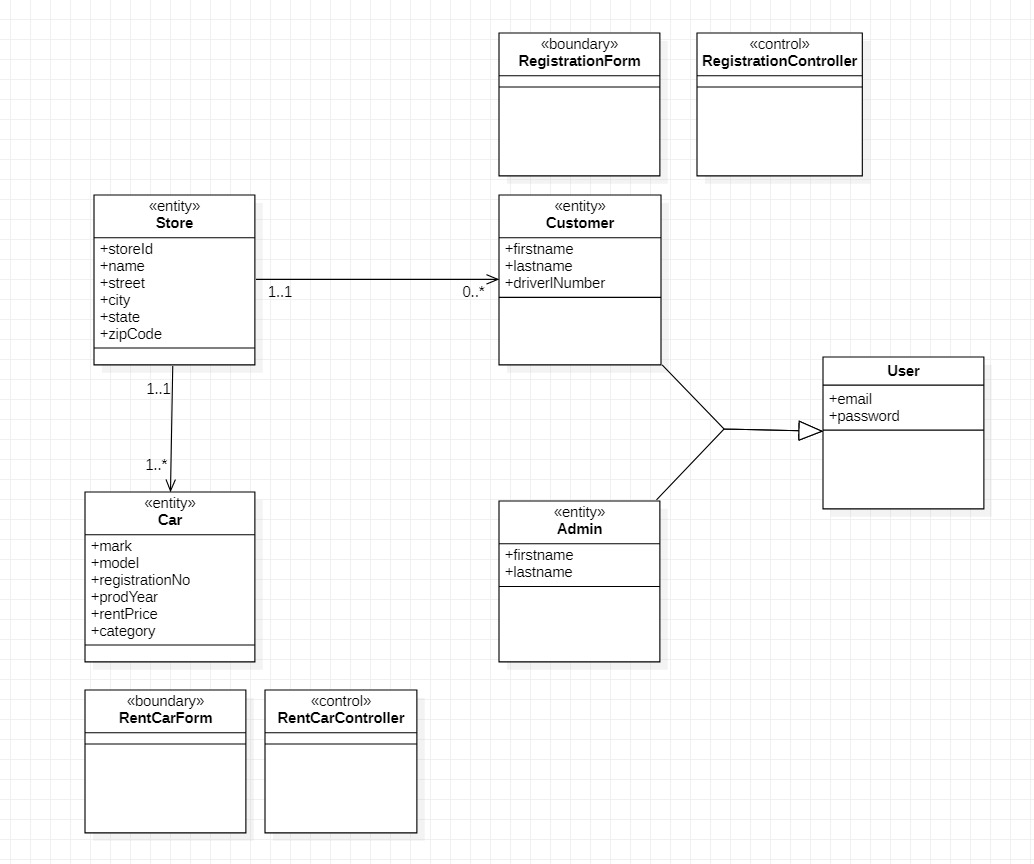 «boundary»
RegistrationForm
«control»
RegistrationController
«entity»
Store
+storeId
+name
+street
+city
+state
+zipCode
1..1
0..*
«entity»
Customer
+firstname
+lastname
+driverlNumber
User
+email
+password
1..1
1..*
«entity»
Car
+mark
+model
+registrationNo
+prodYear
+rentPrice
+category
«entity»
Admin
+firstname
+lastname
«boundary»
RentCarForm
«control»
RentCarController